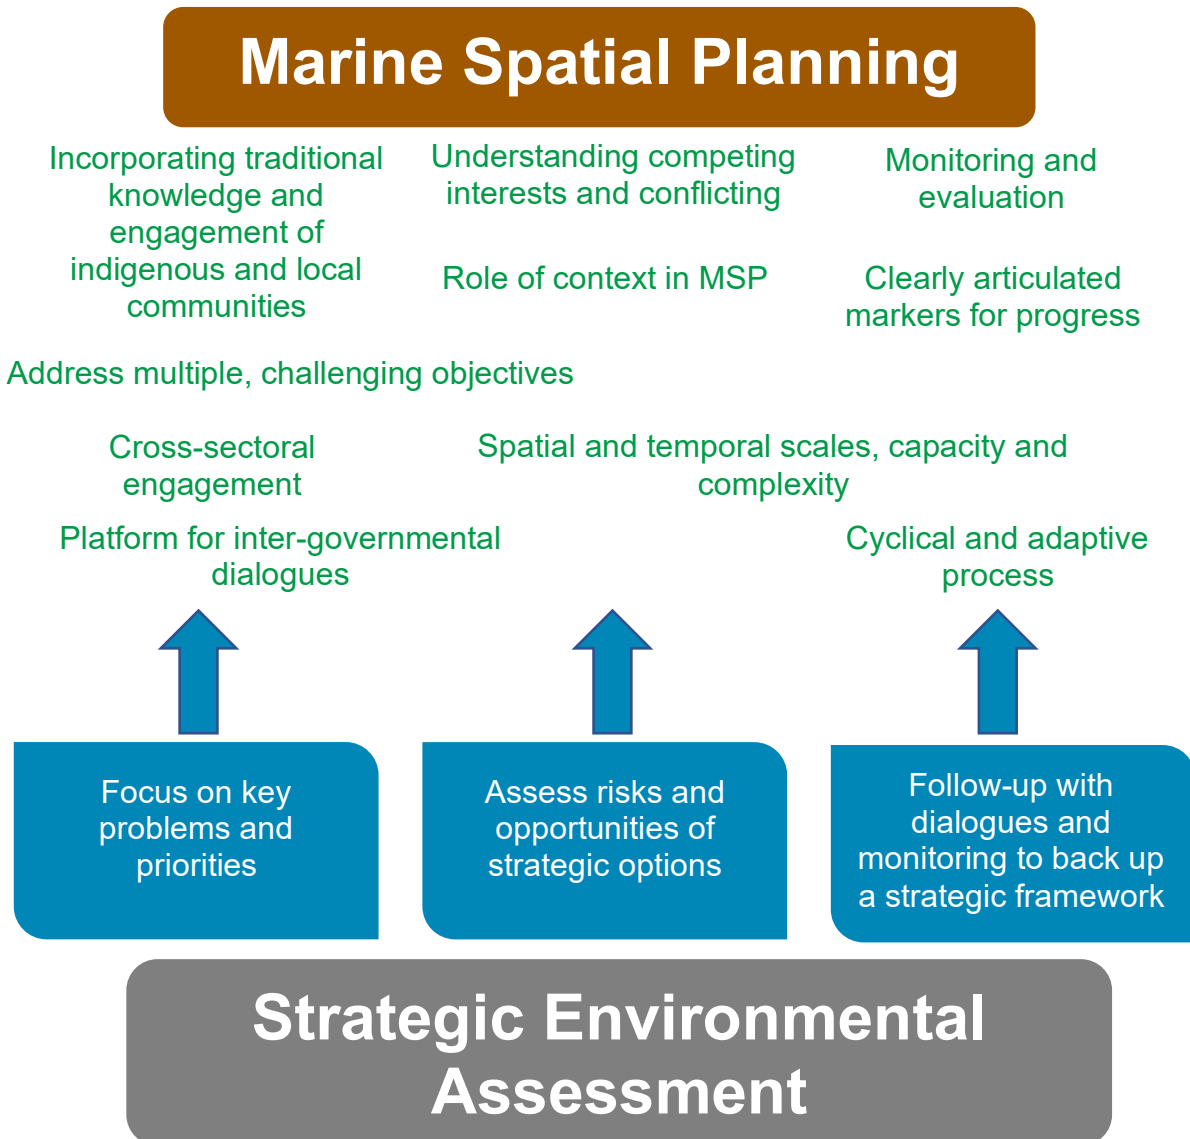 Marine Spatial Planning
Incorporating traditional
knowledge and
engagement of
indigenous and local
communities
Understanding competing
interests and conflicting
Role of context in MSP
Monitoring and
evaluation
Clearly articulated
markers for progress
Address multiple, challenging objectives
Cross-sectoral
engagement
Spatial and temporal scales, capacity and
complexity
Platform for inter-governmental
dialogues
Cyclical and adaptive
process
Focus on key
problems and
priorities
Assess risks and
opportunities of
strategic options
Follow-up with
dialogues and
monitoring to back up
a strategic framework
Strategic Environmental
Assessment